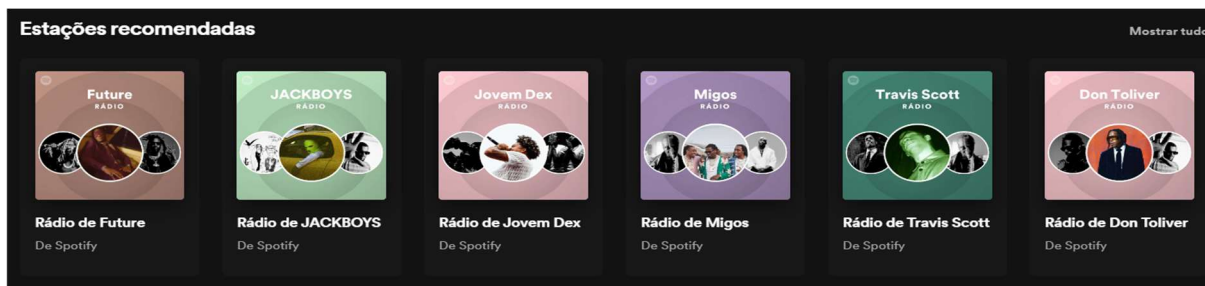 Estações recomendadas
Mostrar tudo
Future
RÁDIO
JACKBOYS
RÁDIO
Jovem Dex
RÁDIO
Migos
RÁDIO
Travis Scott
RÁDIO
Don Toliver
RÁDIO
Rádio de Future
Rádio de JACKBOYS
Rádio de Jovem Dex
Rádio de Migos
Rádio de Travis Scott
Rádio de Don Toliver
De Spotify
De Spotify
De Spotify
De Spotify
De Spotify
De Spotify